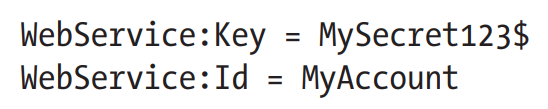 WebService:Key = MySecret123$
WebService:Id = MyAccount